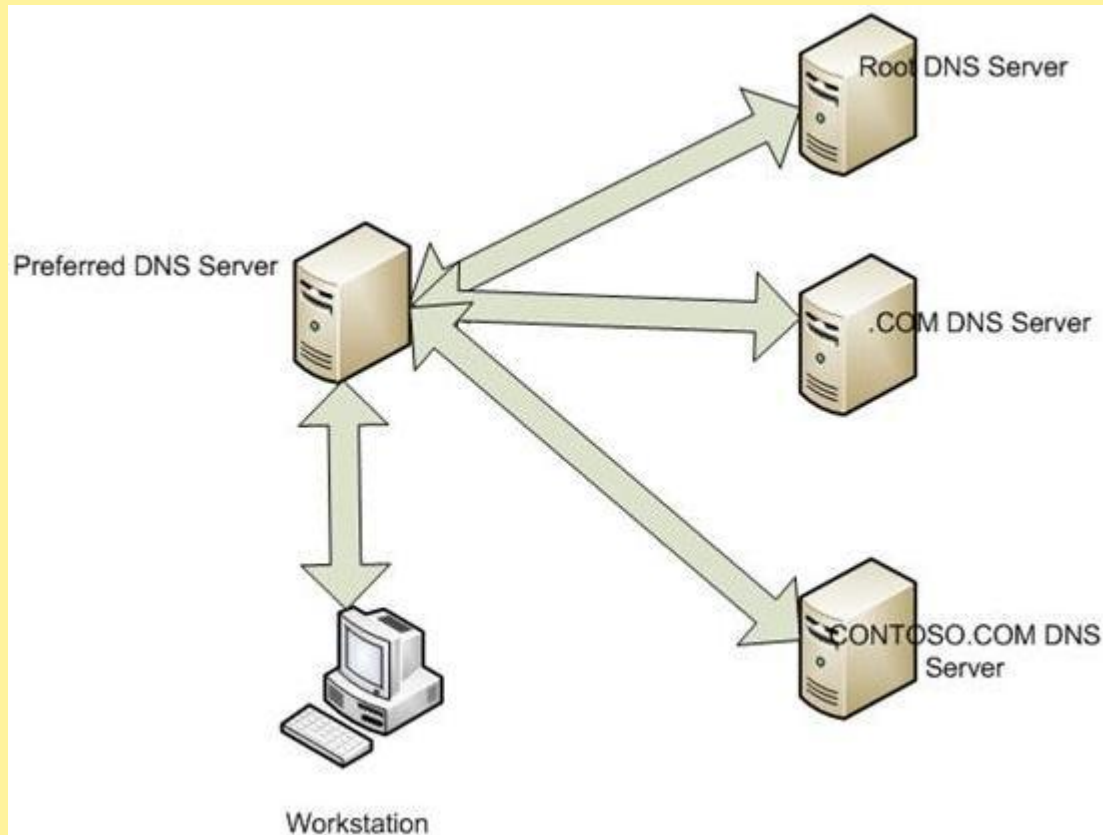 Root DNS Server
Preferred DNS Server
.COM DNS Server
CONTOSO.COM DNS
Server
Workstation